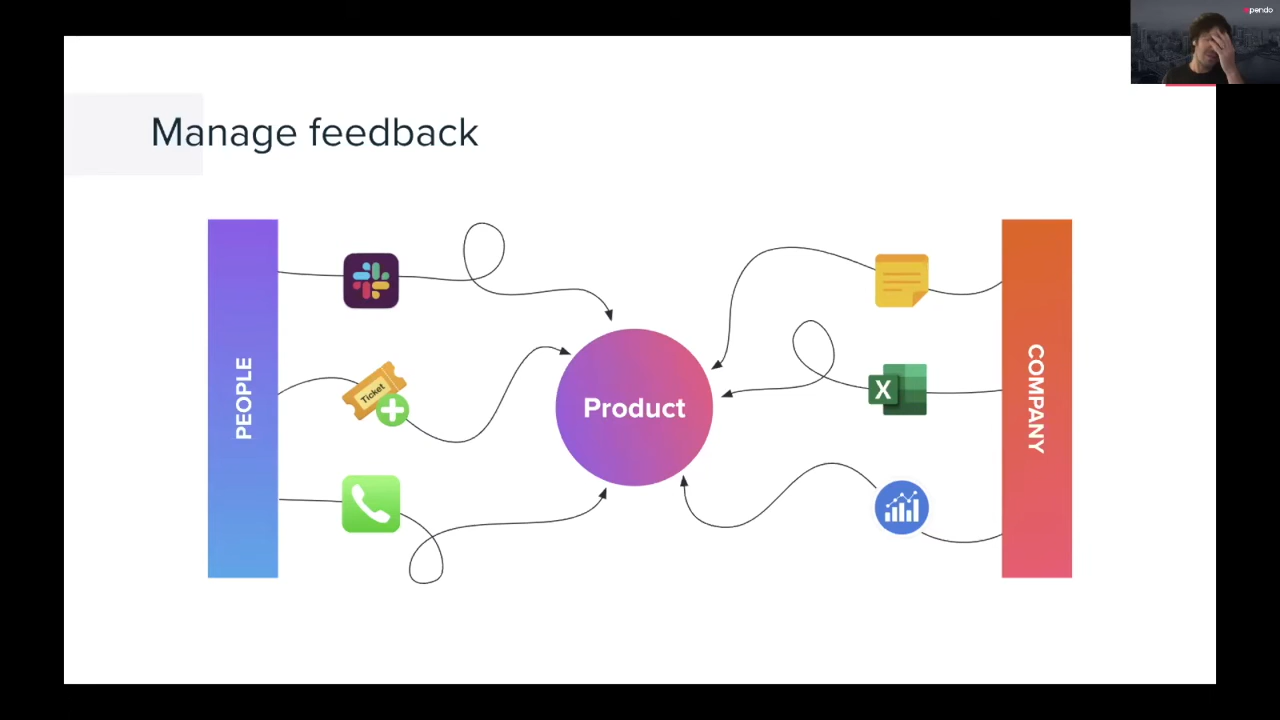 pendo
Manage feedback
PEOPLE
Ticket
Product
X
COMPANY